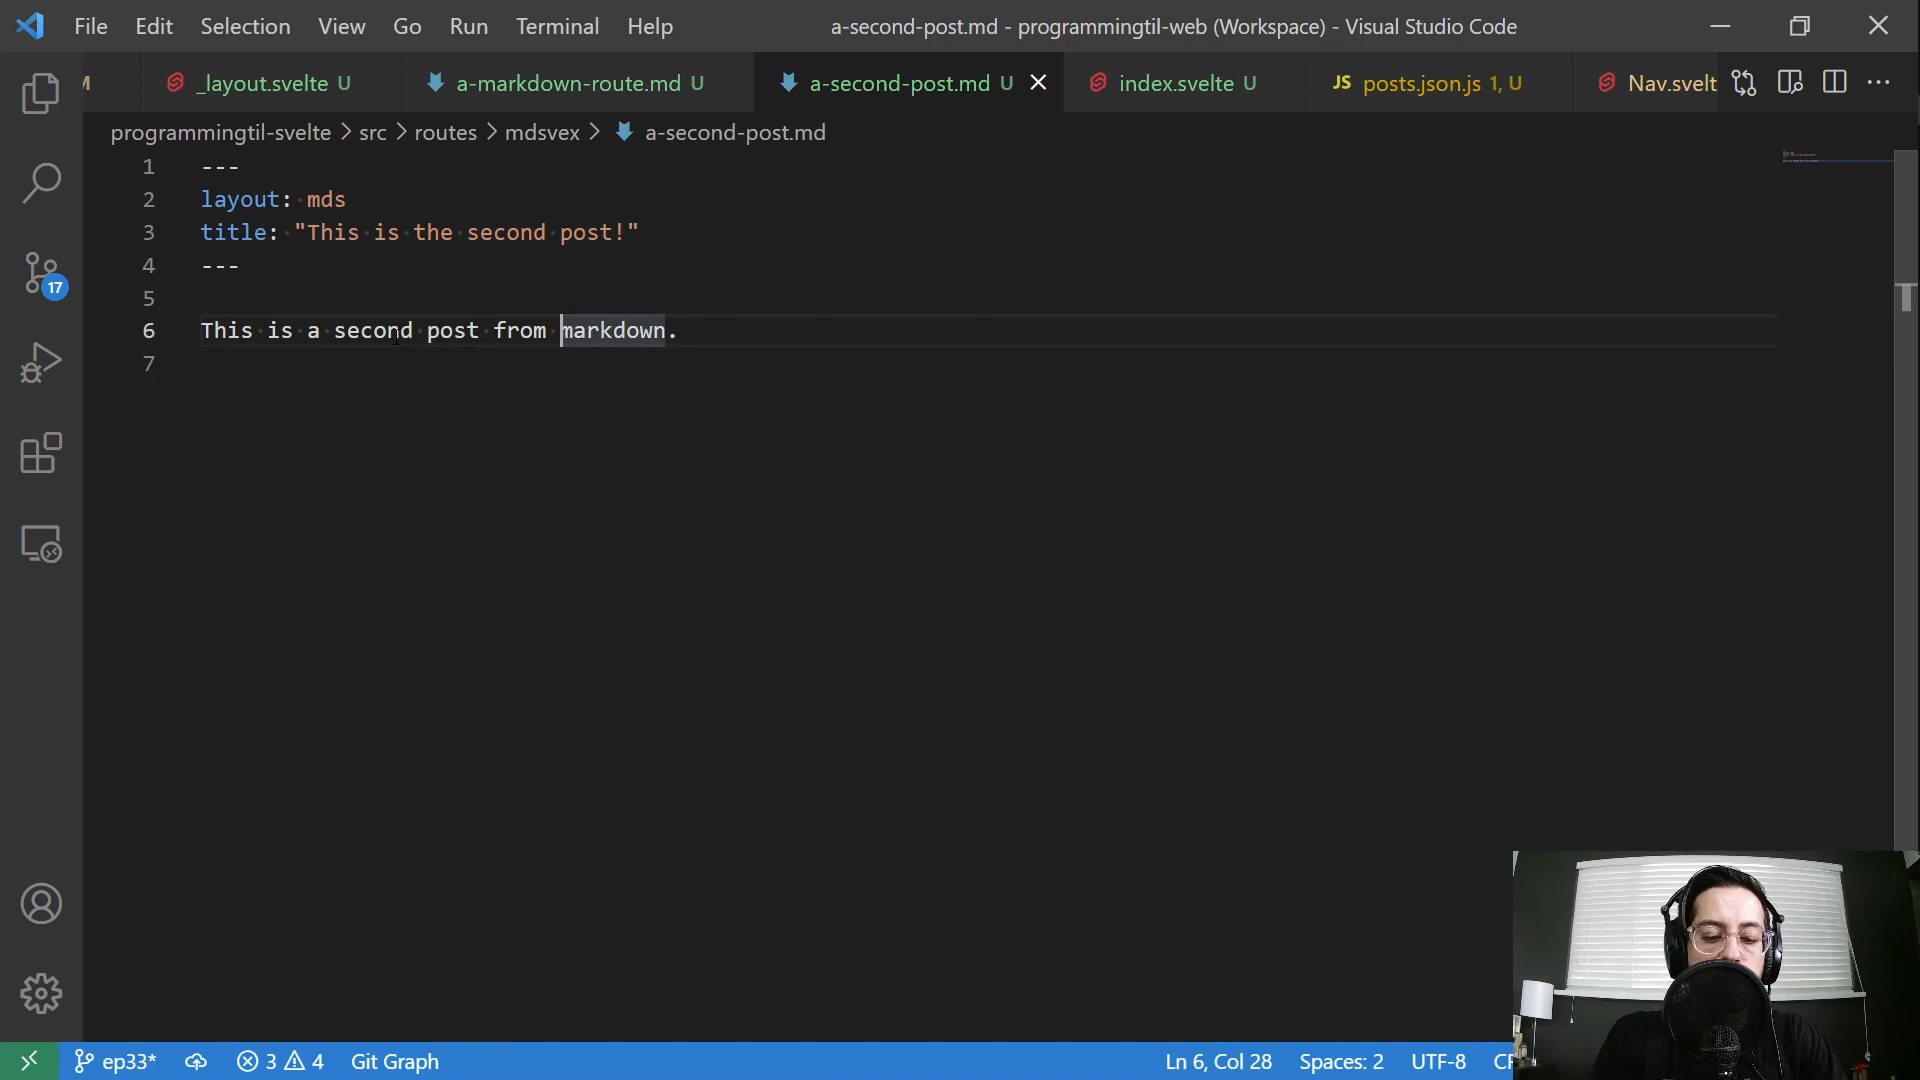 File Edit Selection View Go Run Terminal Help a-second-post.md - programmingtil-web (Workspace) - Visual Studio Code
M _layout.svelte U a-markdown-route.md U a-second-post.md U index.svelte U JS posts.json.js 1, U Nav.svelt
programmingtil-svelte > src > routes > mdsvex > a-second-post.md
1 ---
2 layout: mds
3 title: "This is the second post!"
4 ---
5
6 This is a second post from markdown.
7
17
ep33* 3 4 Git Graph Ln 6, Col 28 Spaces: 2 UTF-8